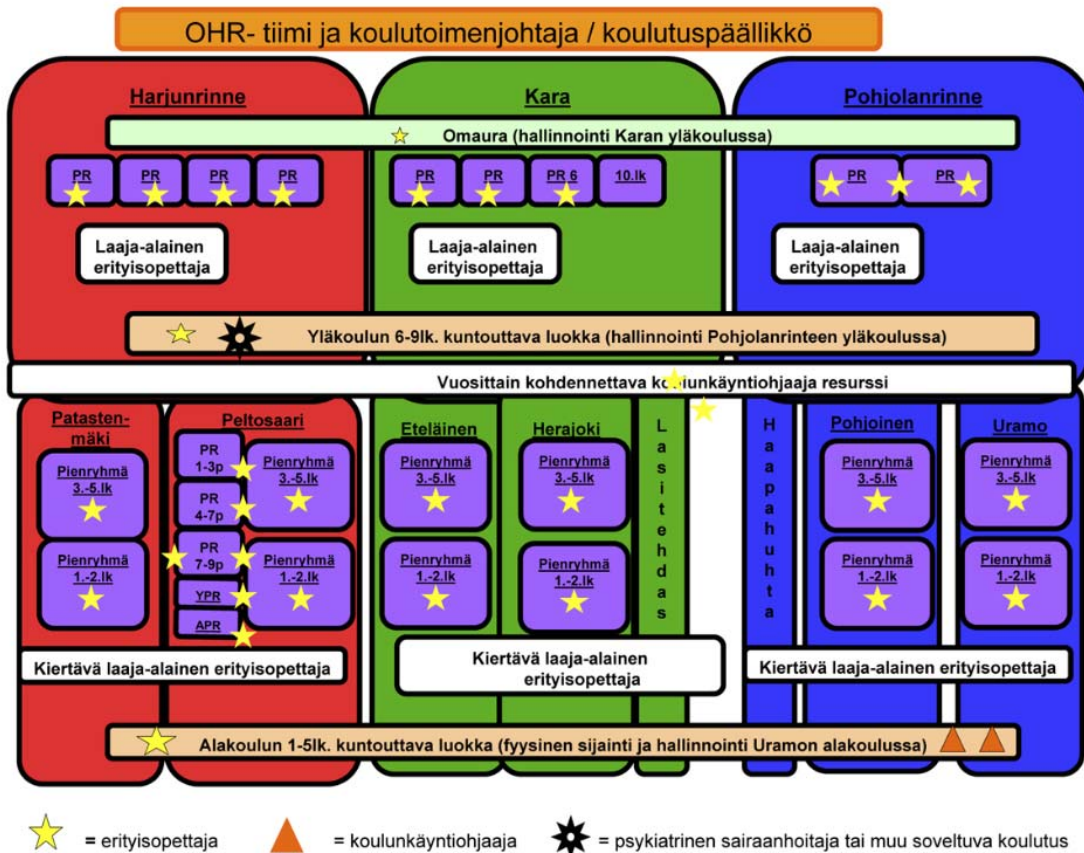 OHR- tiimi ja koulutoimenjohtaja / koulutuspäällikkö
Harjunrinne
Kara
Pohjolanrinne
Omaura (hallinnointi Karan yläkoulussa)
PR
PR
PR
PR
PR
PR
PR 6
10.lk
PR
PR
Laaja-alainen
erityisopettaja
Laaja-alainen
erityisopettaja
Laaja-alainen
erityisopettaja
Yläkoulun 6-9lk. kuntouttava luokka (hallinnointi Pohjolanrinteen yläkoulussa)
Vuosittain kohdennettava koulunkäyntiohjaaja resurssi
Patasten-
mäki
Peltosaari
Eteläinen
Herajoki
Lasitehdas
Haapahuhta
Pohjoinen
Uramo
Pienryhmä
3.-5.lk
PR
1-3p
Pienryhmä
3.-5.lk
Pienryhmä
3.-5.lk
Pienryhmä
3.-5.lk
Pienryhmä
3.-5.lk
Pienryhmä
3.-5.lk
PR
4-7p
PR
7-9p
Pienryhmä
1.-2.lk
Pienryhmä
1.-2.lk
Pienryhmä
1.-2.lk
Pienryhmä
1.-2.lk
Pienryhmä
1.-2.lk
Pienryhmä
1.-2.lk
YPR
APR
Kiertävä laaja-alainen erityisopettaja
Kiertävä laaja-alainen
erityisopettaja
Kiertävä laaja-alainen erityisopettaja
Alakoulun 1-5lk. kuntouttava luokka (fyysinen sijainti ja hallinnointi Uramon alakoulussa)
= erityisopettaja
= koulunkäyntiohjaaja
= psykiatrinen sairaanhoitaja tai muu soveltuva koulutus